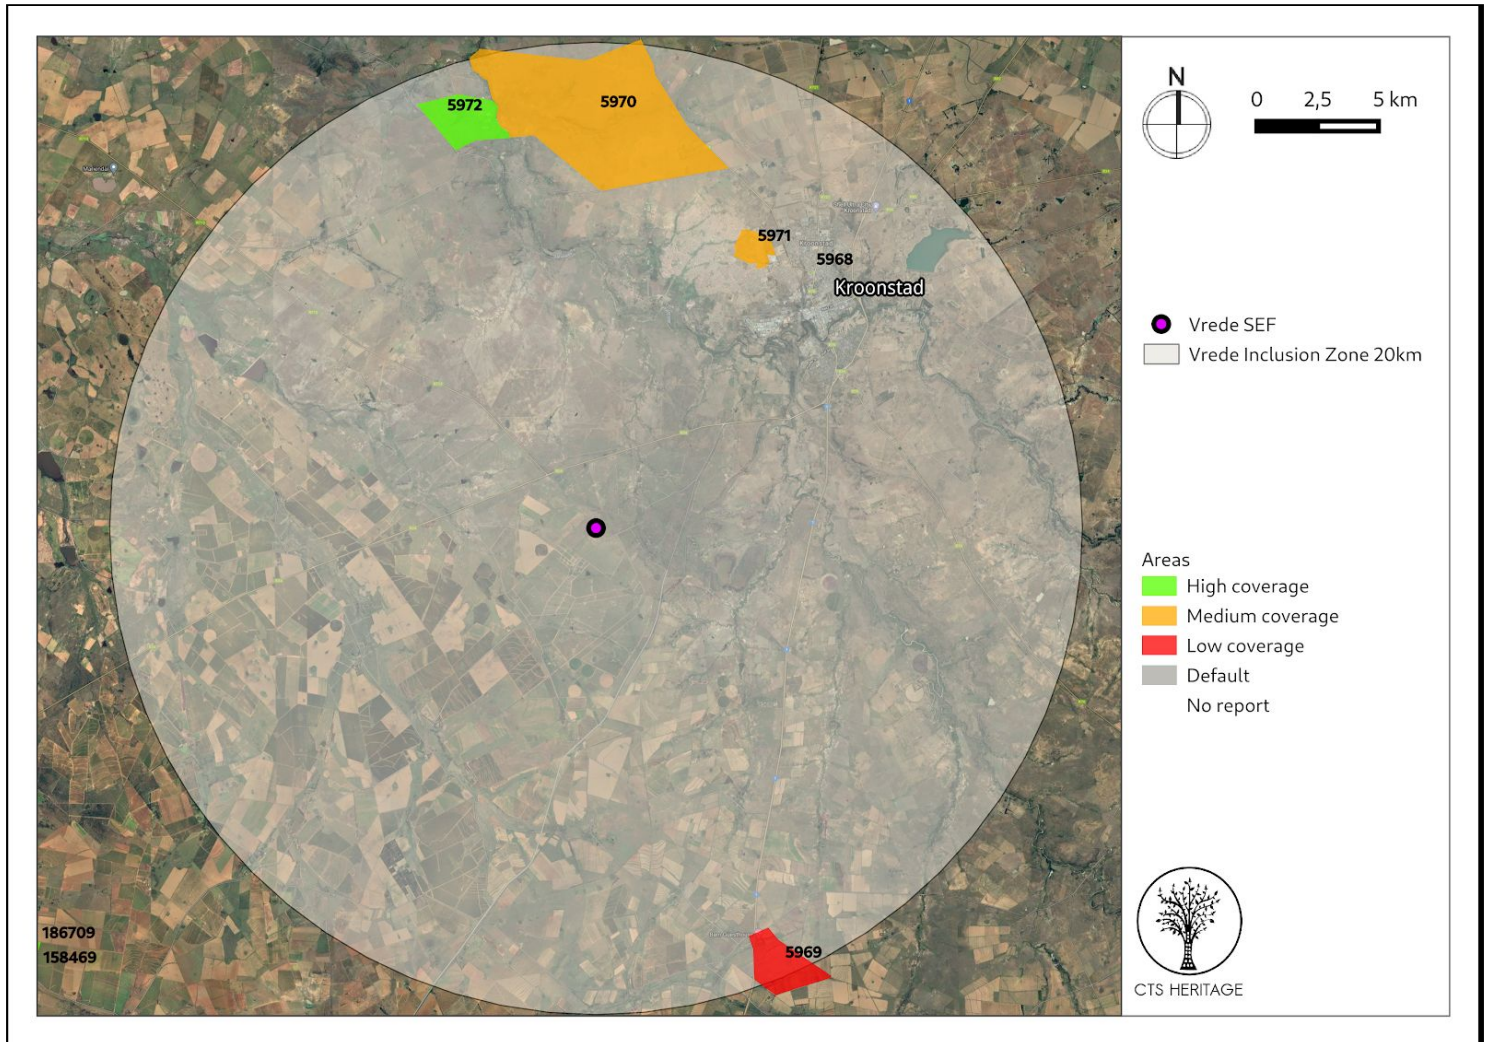 5972
5970
5971
5968
Kroonstad
5969
186709
158469
N
0 2,5 5 km
Vrede SEF
Vrede Inclusion Zone 20km
Areas
High coverage
Medium coverage
Low coverage
Default
No report
CTS HERITAGE